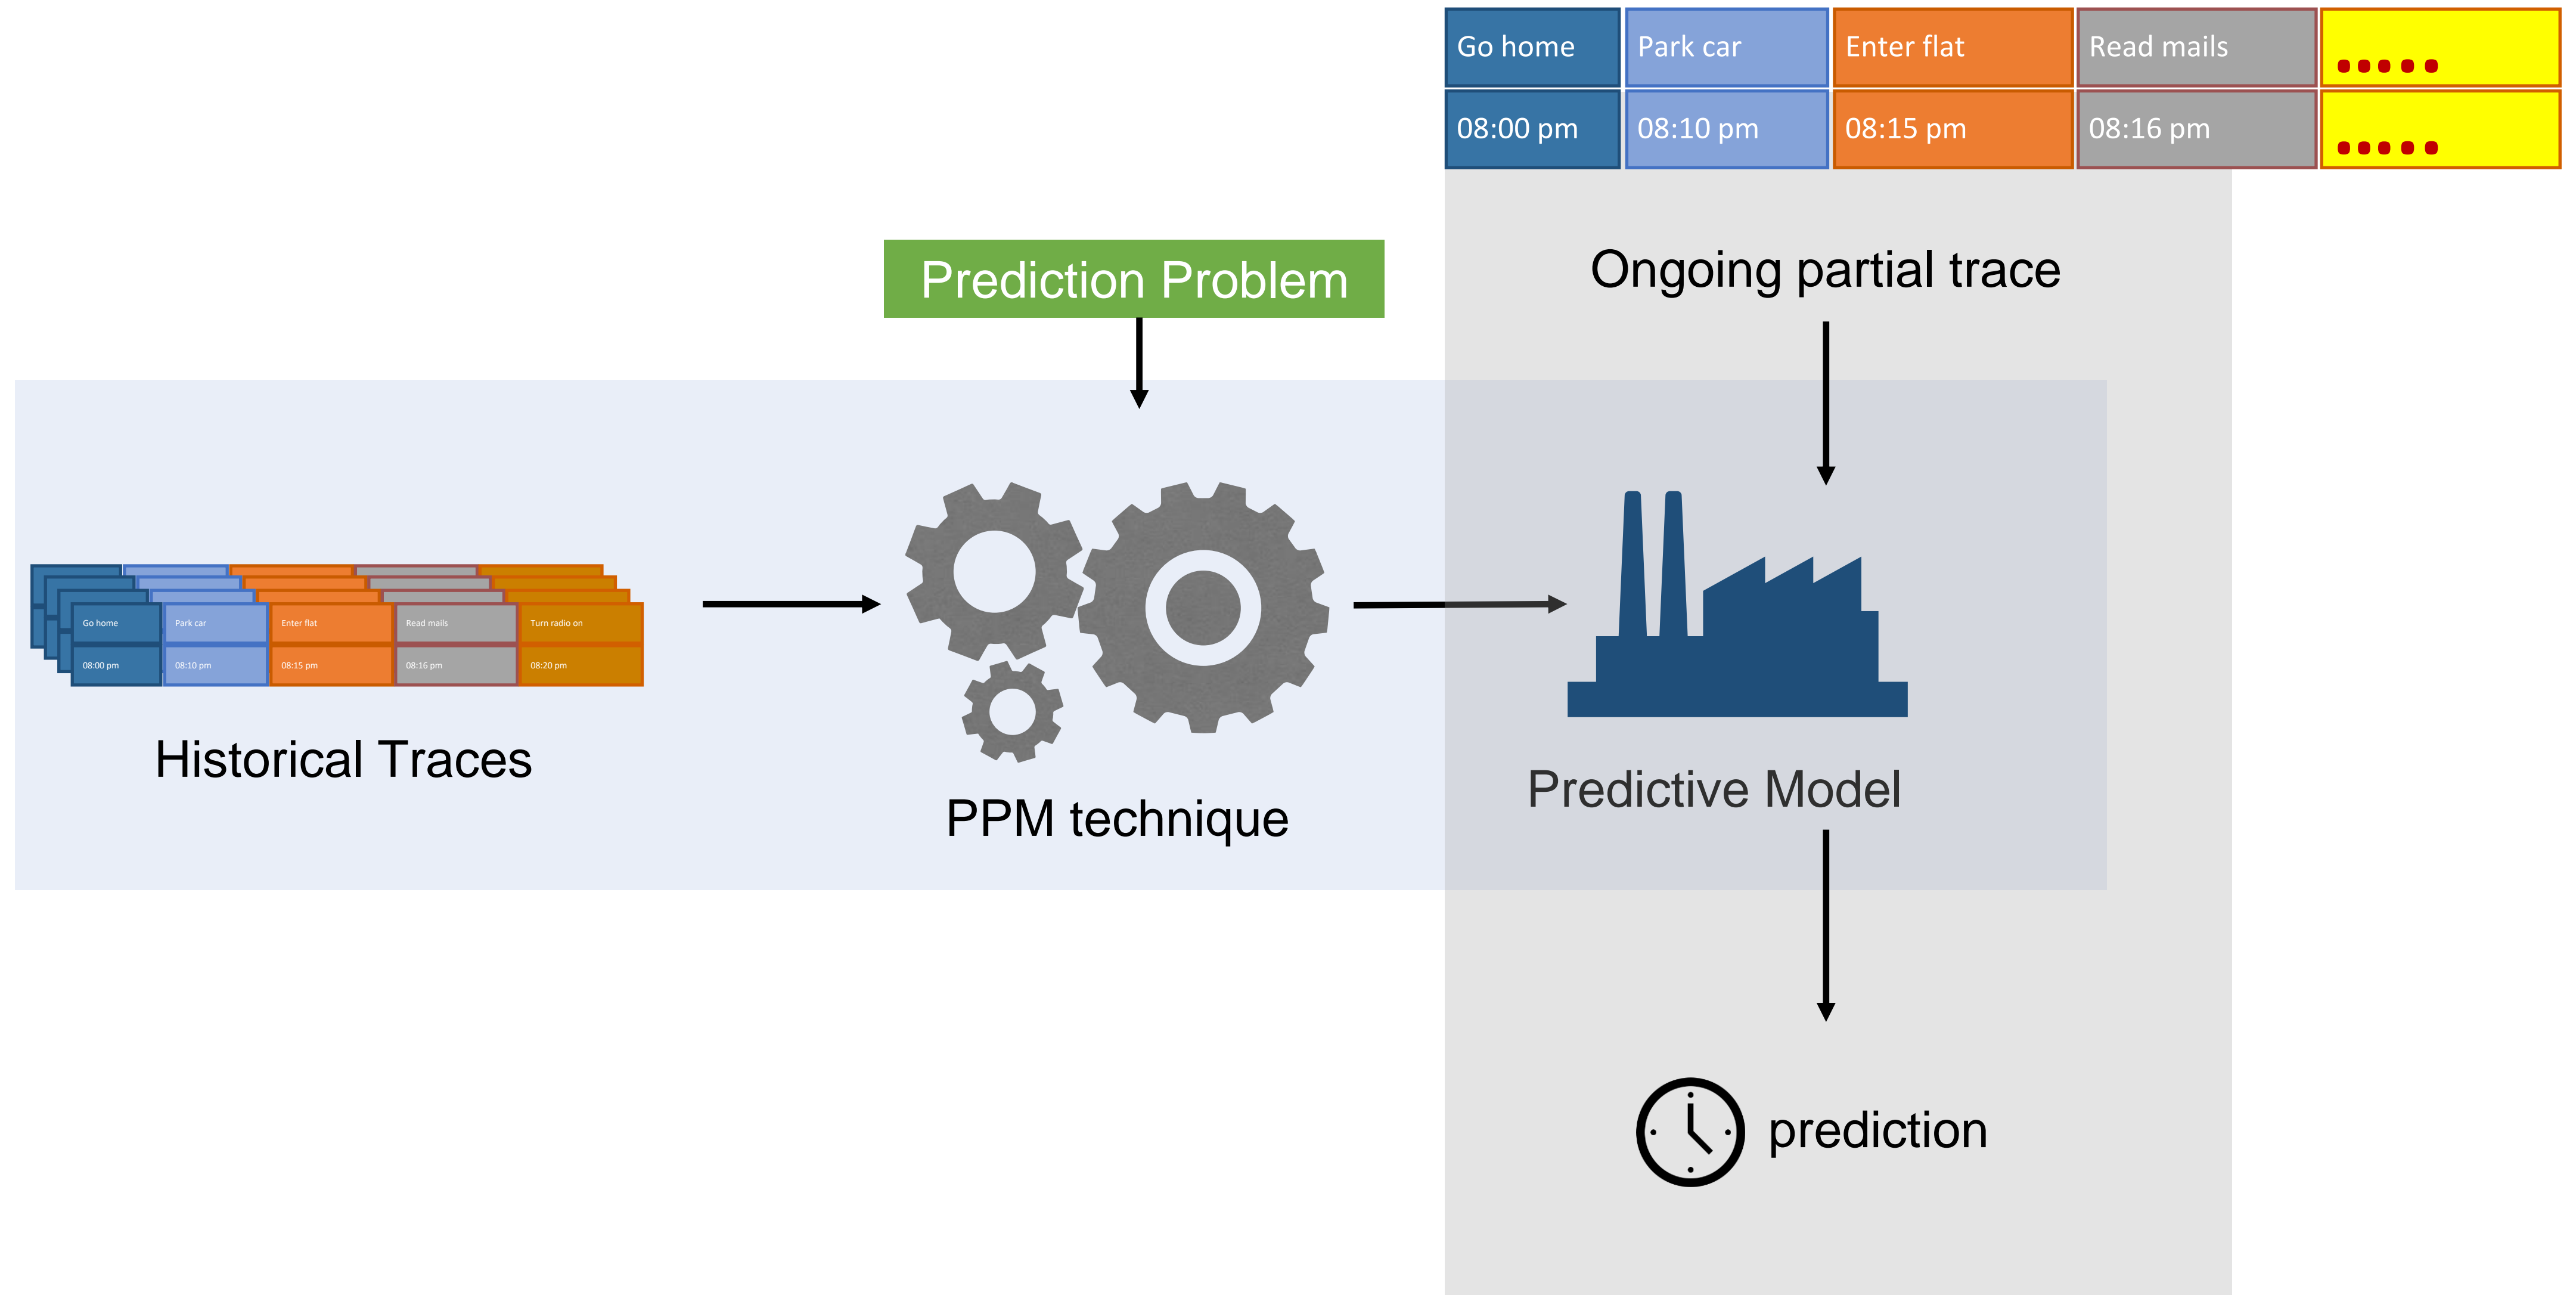 Go home Park car Enter flat Read mails .....
08:00 pm 08:10 pm 08:15 pm 08:16 pm .....
Prediction Problem
Ongoing partial trace
Go home Park car Enter flat Read mails Turn radio on
08:00 pm 08:10 pm 08:15 pm 08:16 pm 08:20 pm
Historical Traces
PPM technique
Predictive Model
prediction